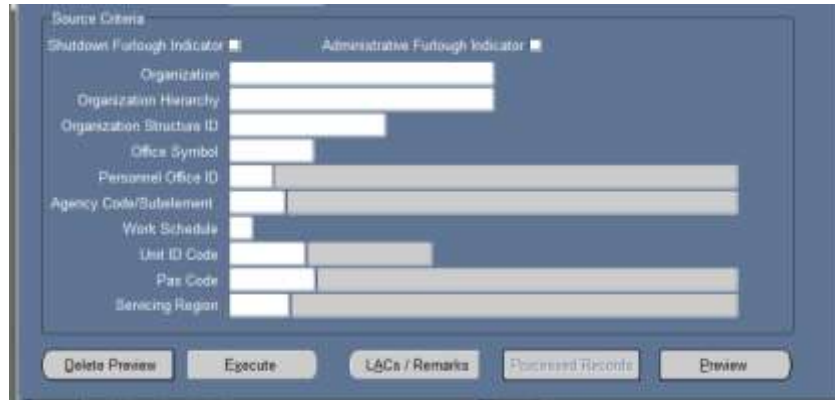 Source Criteria
Shutdown Furlough Indicator Administrative Furlough Indicator
Organization
Organization Hierarchy
Organization Structure ID
Office Symbol
Personnel Office ID
Agency Code/Subelement
Work Schedule
Unit ID Code
Pas Code
Servicing Region
Delete Preview Execute LACs / Remarks Processed Records Preview